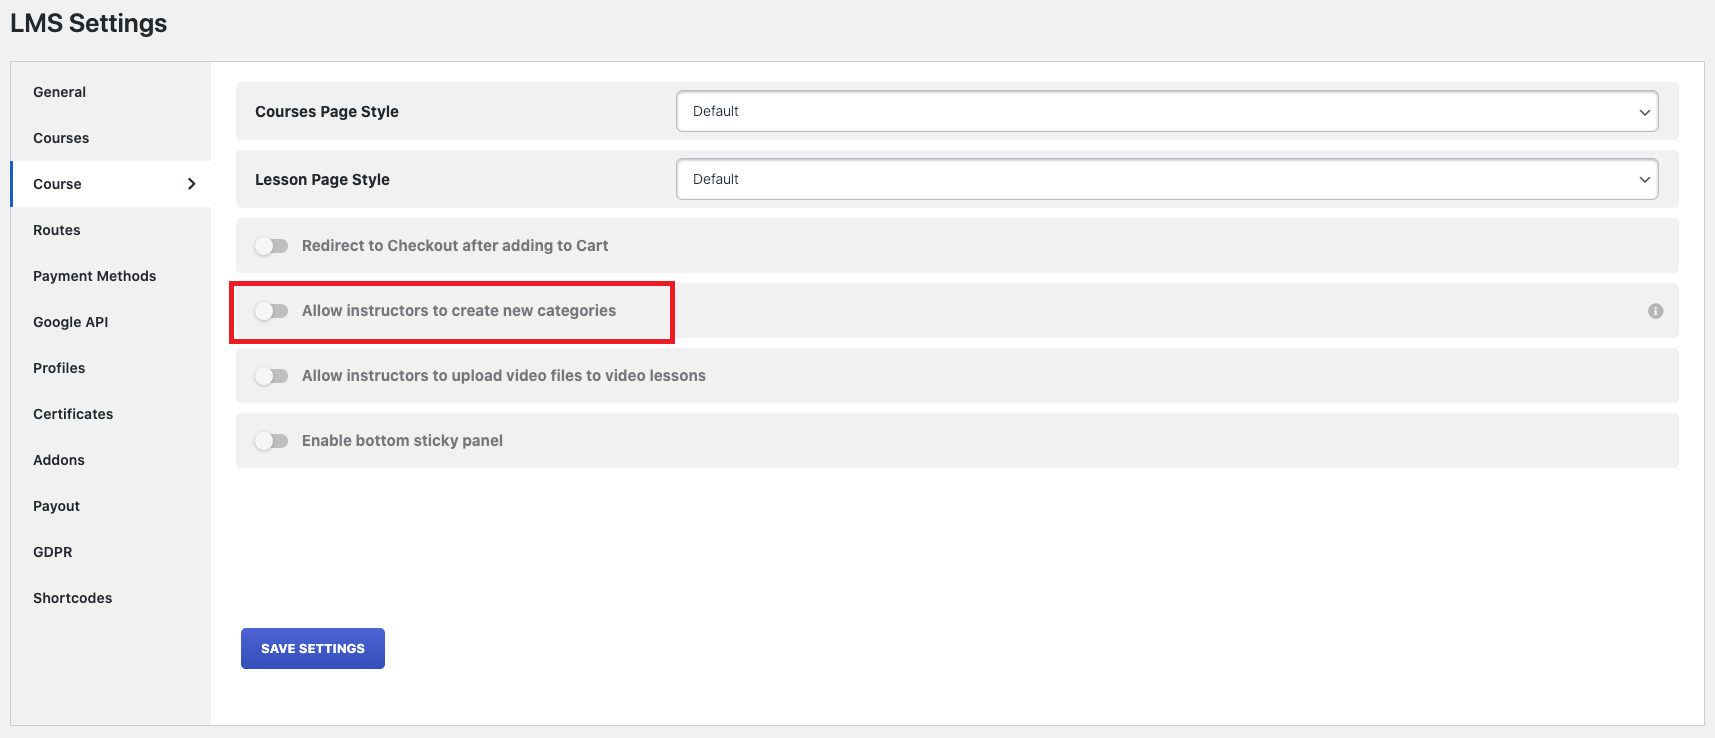 LMS Settings
General
Courses
Course
Routes
Payment Methods
Google API
Profiles
Certificates
Addons
Payout
GDPR
Shortcodes
Courses Page Style
Default
Lesson Page Style
Default
Redirect to Checkout after adding to Cart
Allow instructors to create new categories
Allow instructors to upload video files to video lessons
Enable bottom sticky panel
SAVE SETTINGS